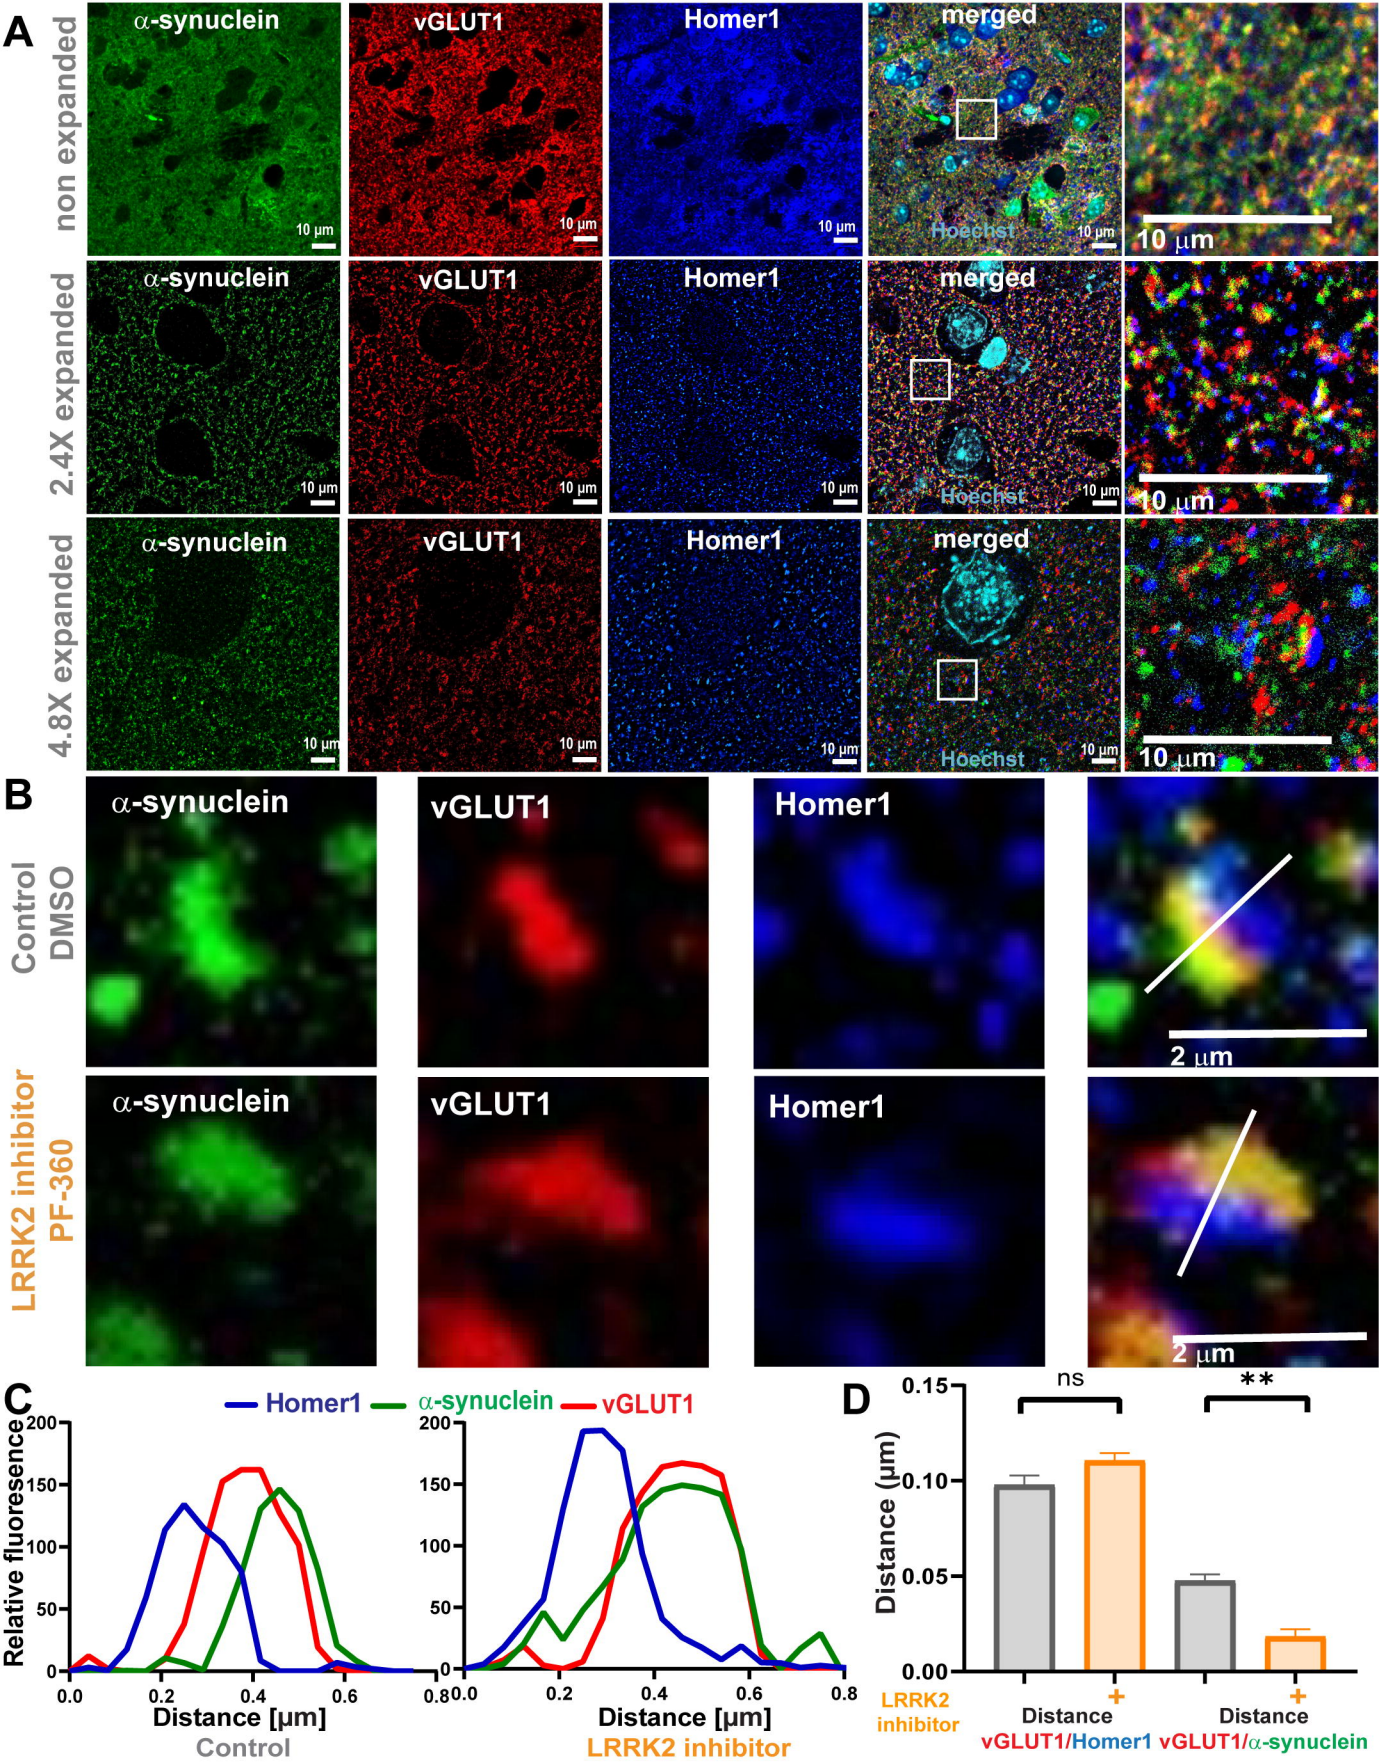 A
non expanded
α-synuclein
vGLUT1
Homer1
merged
Hoechst
10 µm
10 µm
10 µm
10 µm
10 µm
2.4X expanded
α-synuclein
vGLUT1
Homer1
merged
Hoechst
10 µm
10 µm
10 µm
10 µm
10 µm
4.8X expanded
α-synuclein
vGLUT1
Homer1
merged
Hoechst
10 µm
10 µm
10 µm
10 µm
10 µm
B
Control
DMSO
α-synuclein
vGLUT1
Homer1
2 µm
LRRK2 inhibitor
PF-360
α-synuclein
vGLUT1
Homer1
2 µm
C
Homer1
α-synuclein
vGLUT1
Relative fluoresence
200
150
100
50
0
0.0
0.2
0.4
0.6
0.8
Distance [µm]
Control
200
150
100
50
0
0.0
0.2
0.4
0.6
0.8
Distance [µm]
LRRK2 inhibitor
D
Distance (µm)
0.15
0.10
0.05
0.00
ns
**
LRRK2
inhibitor
+
+
Distance
vGLUT1/Homer1
Distance
vGLUT1/α-synuclein